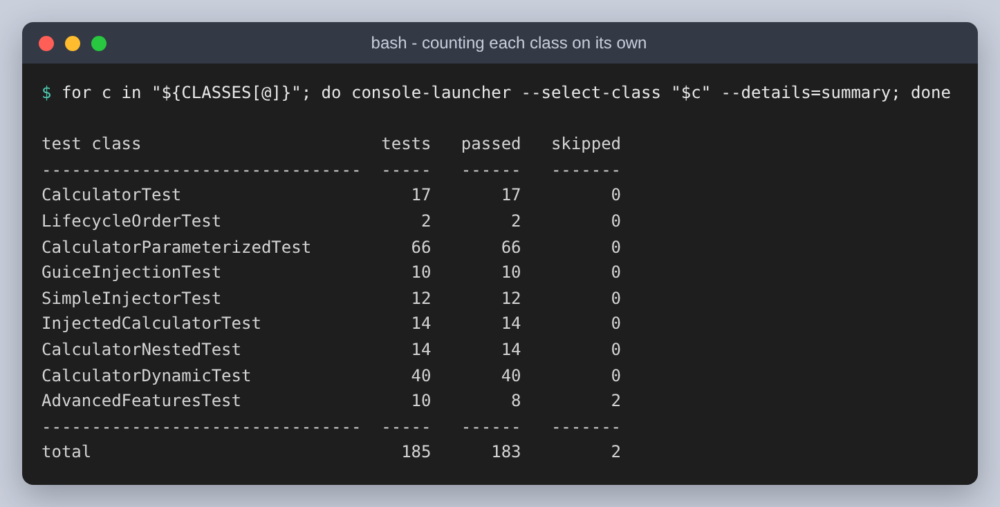 bash - counting each class on its own
$ for c in "${CLASSES[@]}"; do console-launcher --select-class "$c" --details=summary; done
test class                        tests   passed   skipped
--------------------------------  -----   ------   -------
CalculatorTest                       17       17         0
LifecycleOrderTest                    2        2         0
CalculatorParameterizedTest          66       66         0
GuiceInjectionTest                   10       10         0
SimpleInjectorTest                   12       12         0
InjectedCalculatorTest               14       14         0
CalculatorNestedTest                 14       14         0
CalculatorDynamicTest                40       40         0
AdvancedFeaturesTest                 10        8         2
--------------------------------  -----   ------   -------
total                               185      183         2